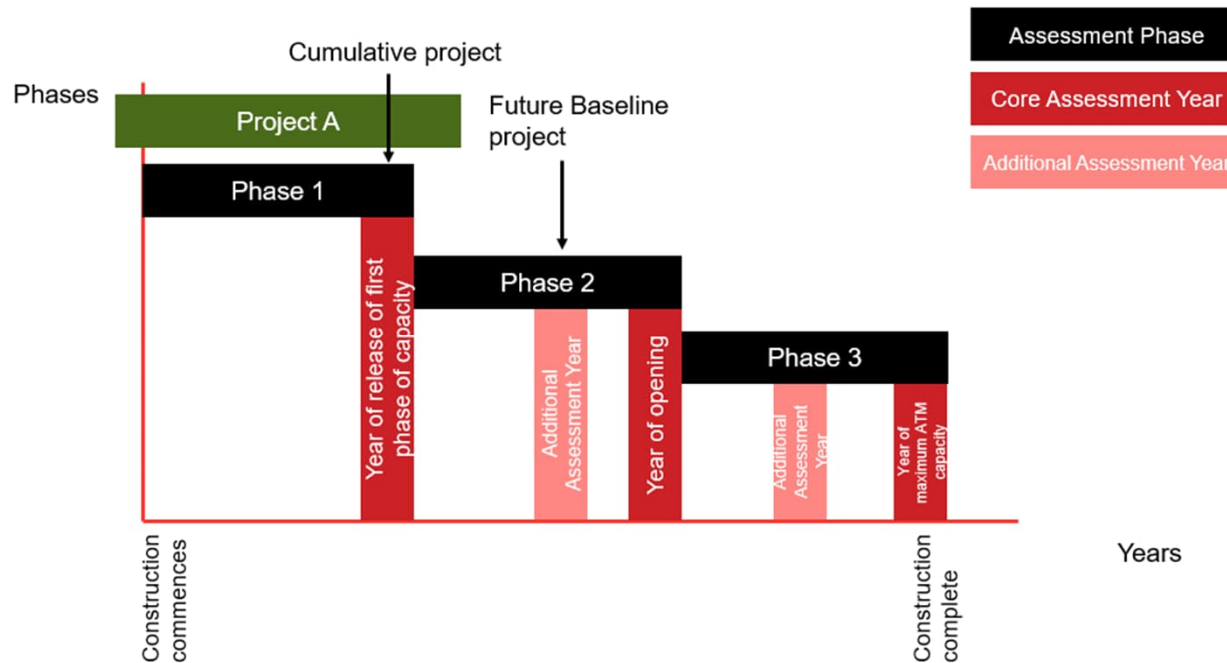 Assessment Phase
Cumulative project
Phases
Core Assessment Year
Future Baseline
project
Project A
Additional Assessment Year
Phase 1
Year of release of first
phase of capacity
Phase 2
Additional
Assessment Year
Year of opening
Phase 3
Additional
Assessment
Year
Year of
maximum ATM
capacity
Construction
commences
Construction
complete
Years